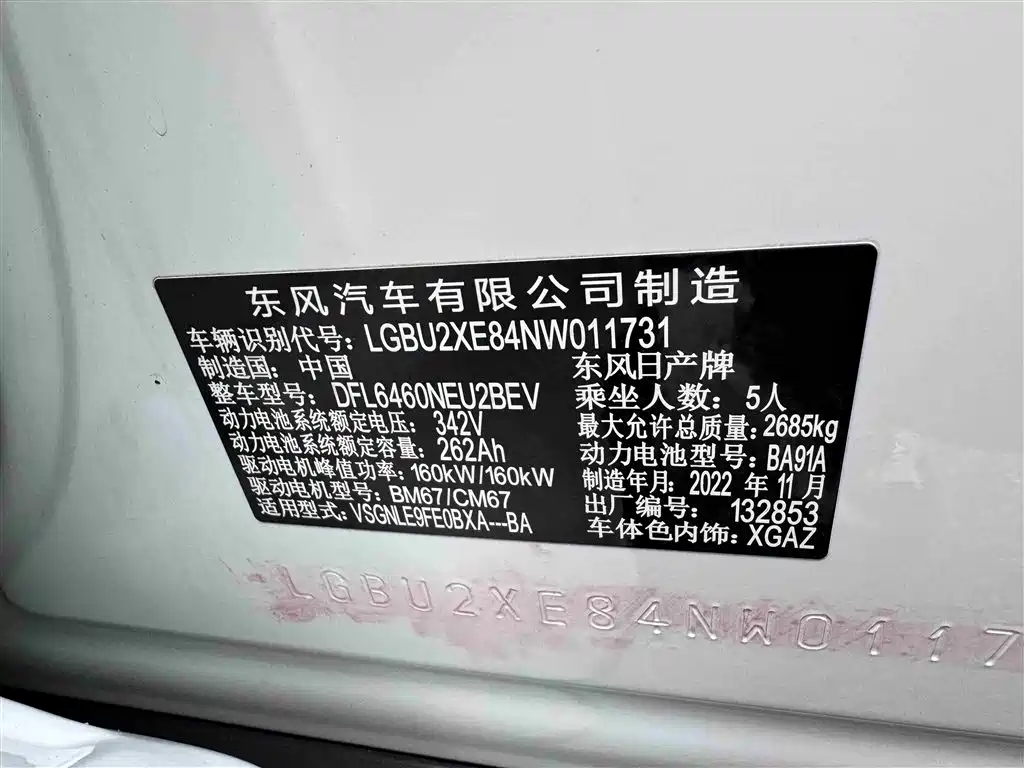 东风汽车有限公司制造
车辆识别代号: LGBU2XE84NW011731
制造国: 中国 东风日产牌
整车型号: DFL6460NEU2BEV 乘坐人数: 5人
动力电池系统额定电压: 342V 最大允许总质量: 2685kg
动力电池系统额定容量: 262Ah 动力电池型号: BA91A
驱动电机峰值功率: 160kW/160kW 制造年月: 2022 年 11 月
驱动电机型号: BM67/CM67 出厂编号: 132853
适用型式: VSGNLE9FE0BXA---BA 车体色内饰: XGAZ
LGBU2XE84NW0117